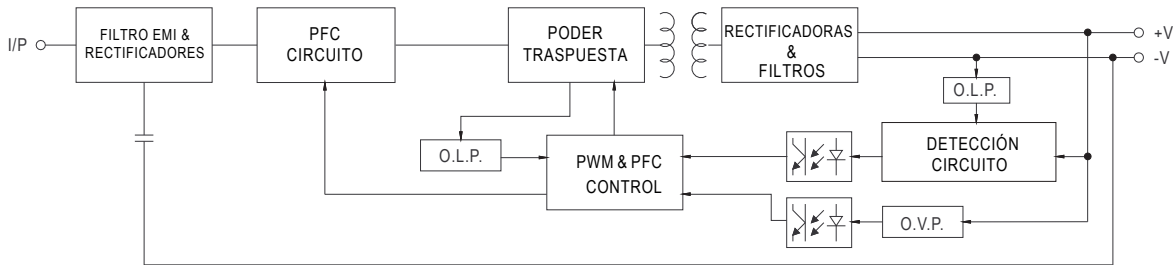 I/P
FILTRO EMI &
RECTIFICADORES
PFC
CIRCUITO
PODER
TRASPUESTA
RECTIFICADORAS
&
FILTROS
+V
-V
O.L.P.
O.L.P.
PWM & PFC
CONTROL
DETECCIÓN
CIRCUITO
O.V.P.